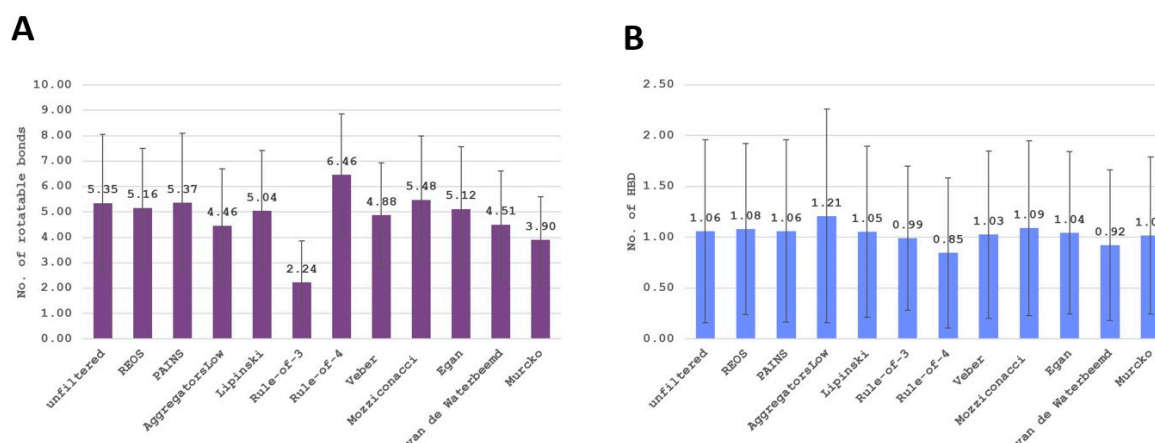 A
No. of rotatable bonds
10.00
9.00
8.00
7.00
6.00
5.00
4.00
3.00
2.00
1.00
0.00
5.35
5.16
5.37
4.46
5.04
2.24
6.46
4.88
5.48
5.12
4.51
3.90
unfiltered
REOS
PAINS
AggregatorsLow
Lipinski
Rule-of-3
Rule-of-4
Veber
Mozziconacci
Egan
van de Waterbeemd
Murcko
B
No. of HBD
2.50
2.00
1.50
1.00
0.50
0.00
1.06
1.08
1.06
1.21
1.05
0.99
0.85
1.03
1.09
1.04
0.92
1.0
unfiltered
REOS
PAINS
AggregatorsLow
Lipinski
Rule-of-3
Rule-of-4
Veber
Mozziconacci
Egan
van de Waterbeemd
Murcko